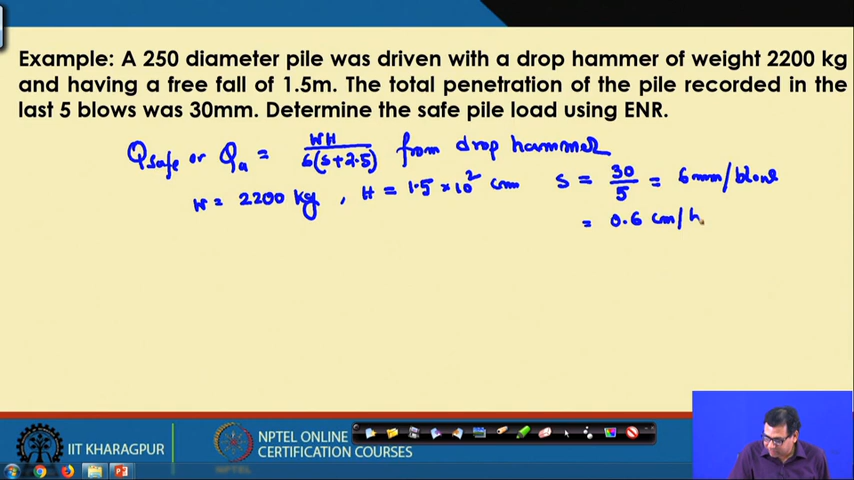 Example: A 250 diameter pile was driven with a drop hammer of weight 2200 kg
and having a free fall of 1.5m. The total penetration of the pile recorded in the
last 5 blows was 30mm. Determine the safe pile load using ENR.
Qsafe or Qa = WH / 6(s+2.5) from drop hammer
W = 2200 kg, H = 1.5 × 10² cm
s = 30/5 = 6mm/blow
= 0.6 cm/
IIT KHARAGPUR
NPTEL ONLINE
CERTIFICATION COURSES
NPTEL